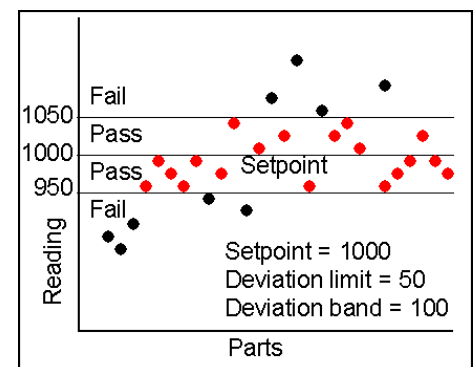 Fail
1050
Pass
1000
Pass
Setpoint
950
Fail
Reading
Setpoint = 1000
Deviation limit = 50
Deviation band = 100
Parts